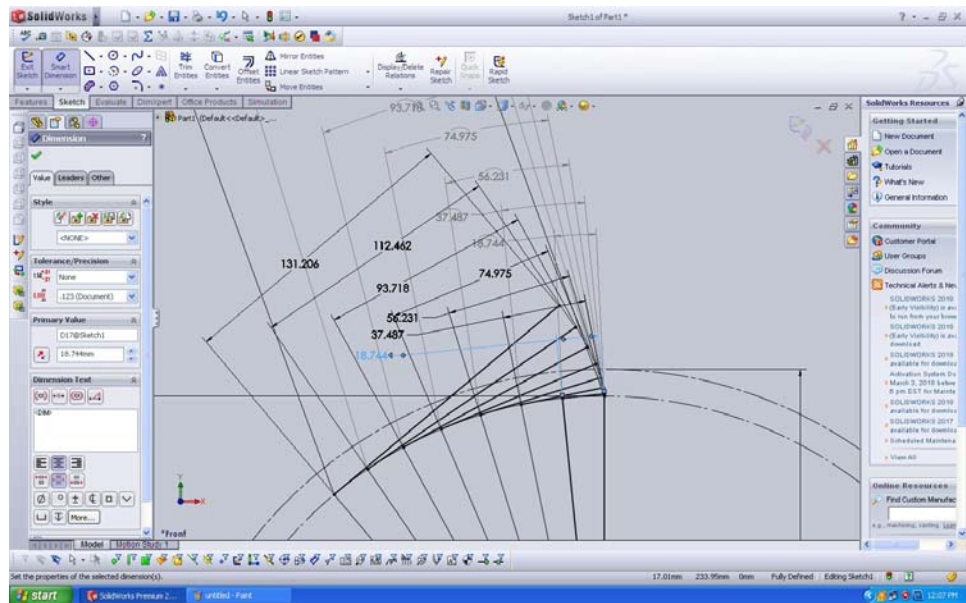 SolidWorks
Sketch1 of Part1 *
Exit Sketch
Smart Dimension
Trim Entities
Convert Entities
Offset Entities
Mirror Entities
Linear Sketch Pattern
Move Entities
Display/Delete Relations
Repair Sketch
Quick Snaps
Rapid Sketch
Features
Sketch
Evaluate
DimXpert
Office Products
Simulation
Part1 (Default<<Default>_...
Dimension
Value
Leaders
Other
Style
<NONE>
Tolerance/Precision
None
.123 (Document)
Primary Value
D17@Sketch1
18.744mm
Dimension Text
<DIM>
More...
93.718
74.975
56.231
37.487
18.744
131.206
112.462
93.718
74.975
56.231
37.487
18.744
Y
X
*Front
SolidWorks Resources
Getting Started
New Document
Open a Document
Tutorials
What's New
General Information
Community
Customer Portal
User Groups
Discussion Forum
Technical Alerts & New
SOLIDWORKS 2019
(Early Visibility) is ava
download
View All
Online Resources
Find Custom Manufac
e.g., machining, casting
Model
Motion Study 1
Set the properties of the selected dimension(s).
17.01mm
233.95mm
0mm
Fully Defined
Editing Sketch1
start
SolidWorks Premium 2...
untitled - Paint
12:07 PM